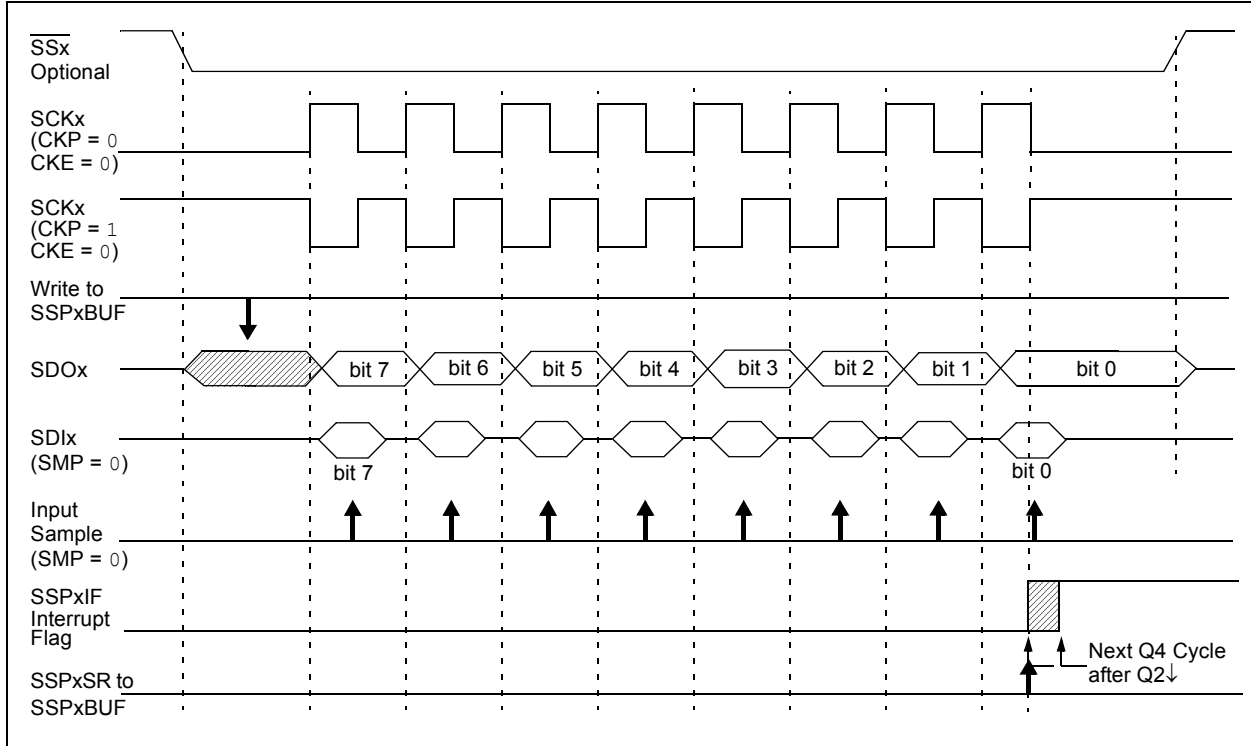 SSx
Optional
SCKx
(CKP = 0
CKE = 0)
SCKx
(CKP = 1
CKE = 0)
Write to
SSPxBUF
SDOx
bit 7
bit 6
bit 5
bit 4
bit 3
bit 2
bit 1
bit 0
SDIx
(SMP = 0)
bit 7
bit 0
Input
Sample
(SMP = 0)
SSPxIF
Interrupt
Flag
Next Q4 Cycle
after Q2↓
SSPxSR to
SSPxBUF